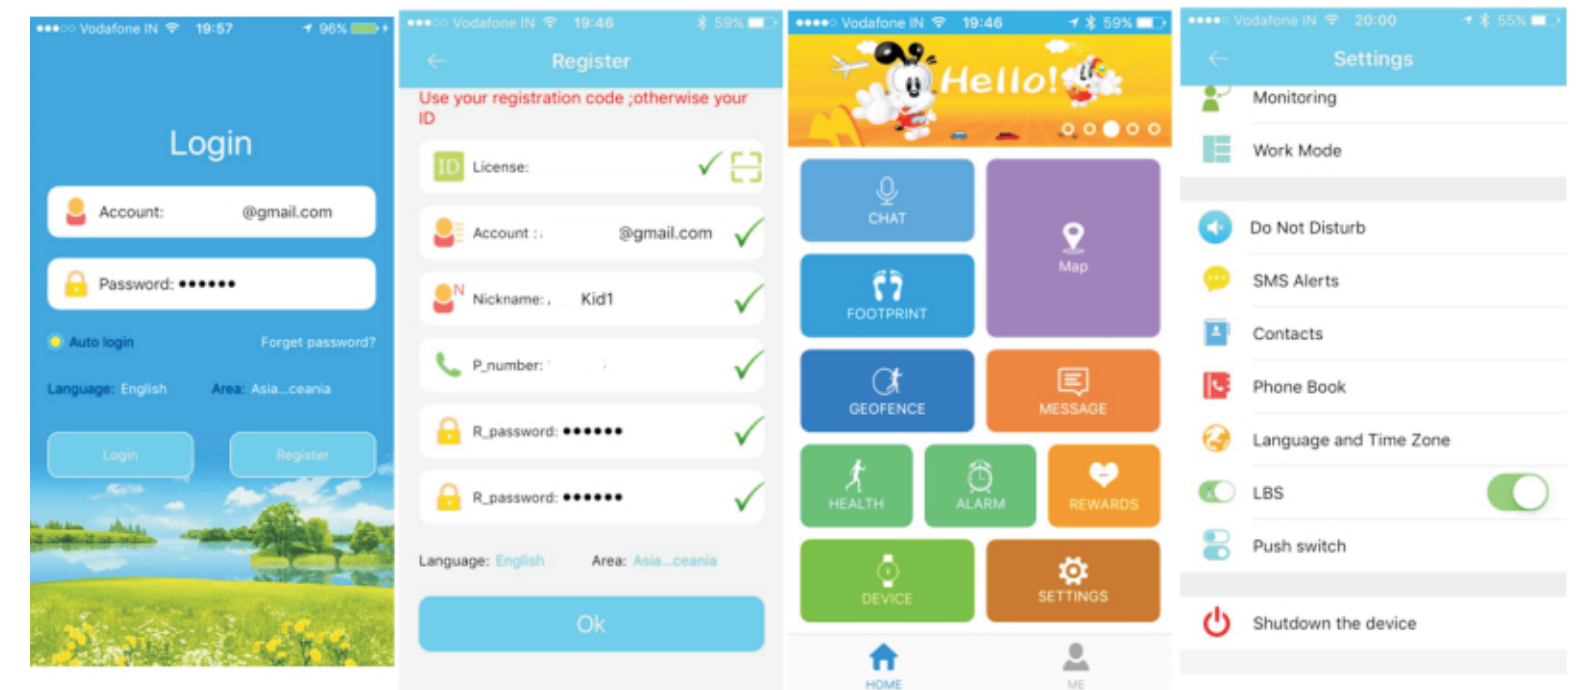 Vodafone IN 19:57 96%
Login
Account: @gmail.com
Password: ●●●●●●
Auto login Forget password?
Language: English Area: Asia...ceania
Login Register
Vodafone IN 19:46 59%
Register
Use your registration code ;otherwise your
ID
ID License:
Account : @gmail.com
N Nickname: Kid1
P_number:
R_password: ●●●●●●
R_password: ●●●●●●
Language: English Area: Asia...ceania
Ok
Vodafone IN 19:46 59%
Hello!
CHAT
Map
FOOTPRINT
GEOFENCE
MESSAGE
HEALTH
ALARM
REWARDS
DEVICE
SETTINGS
HOME
ME
Vodafone IN 20:00 55%
Settings
Monitoring
Work Mode
Do Not Disturb
SMS Alerts
Contacts
Phone Book
Language and Time Zone
LBS
Push switch
Shutdown the device